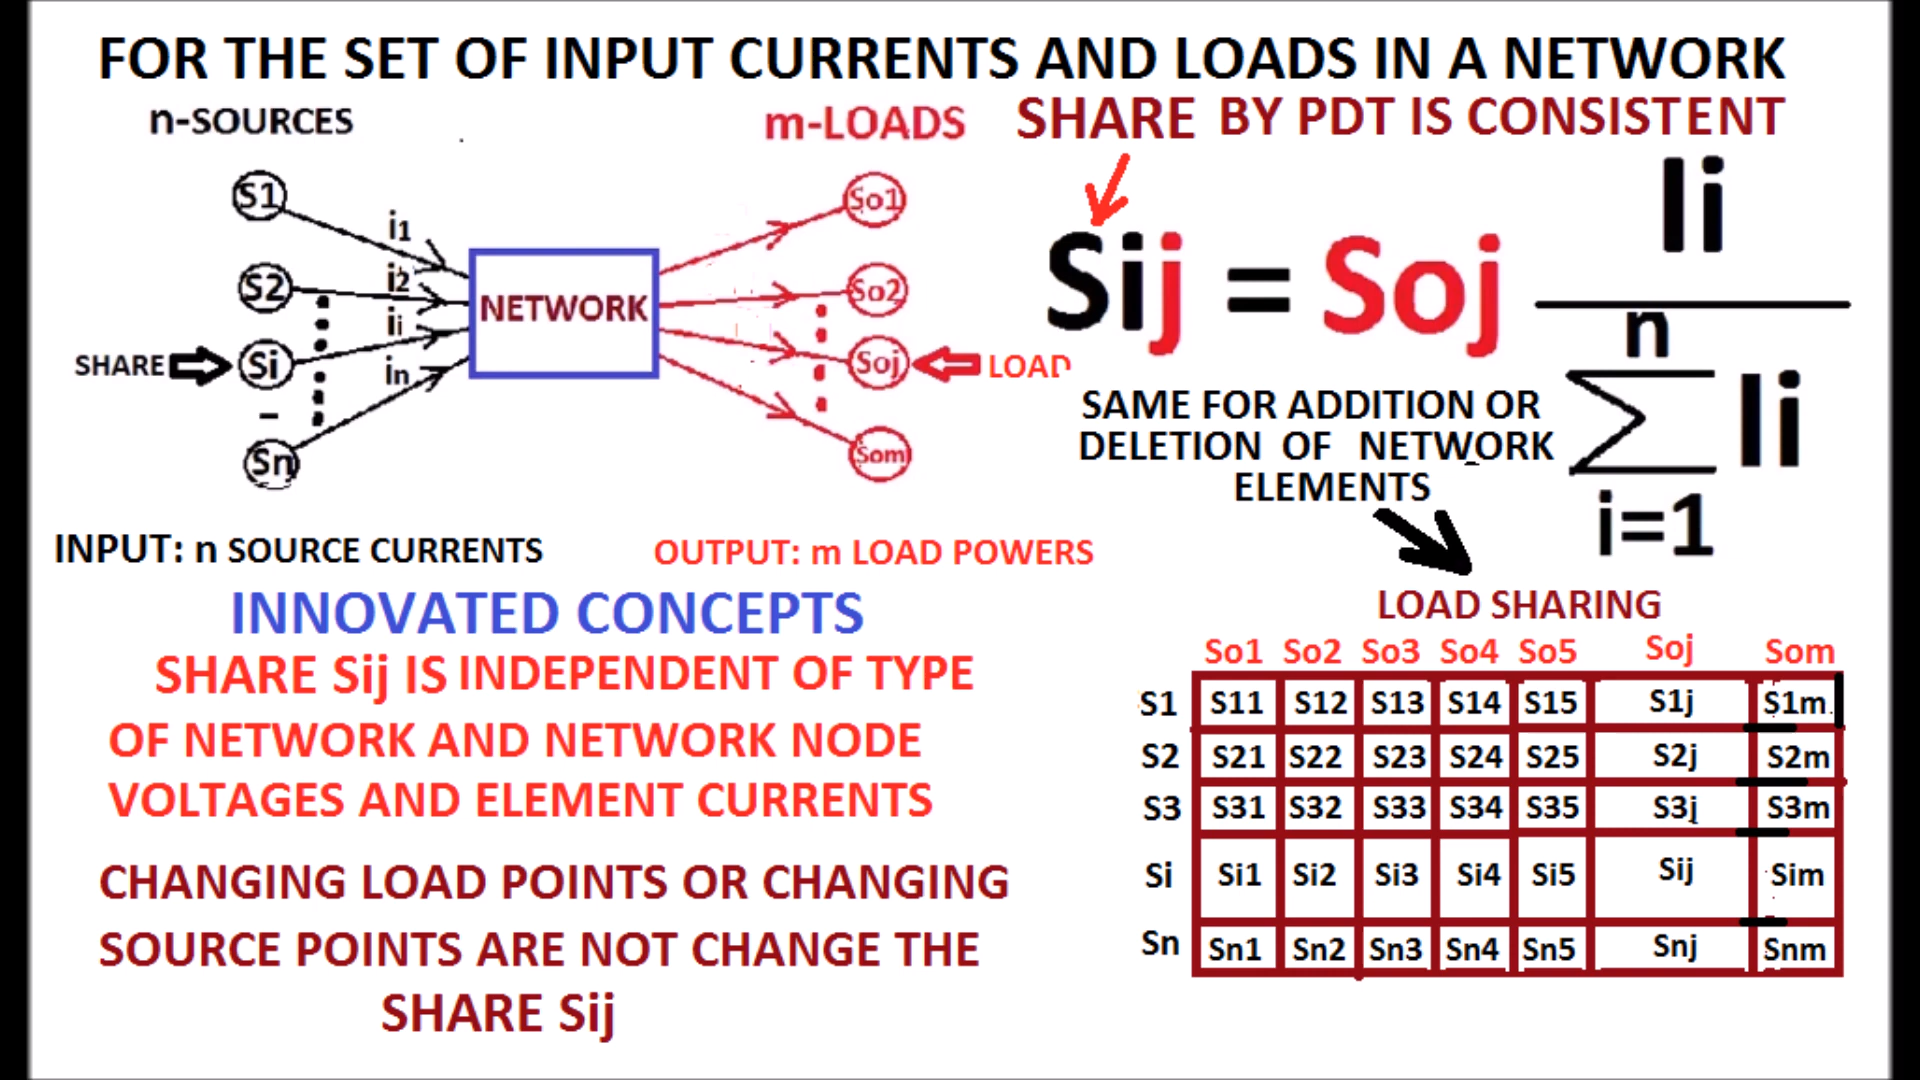 FOR THE SET OF INPUT CURRENTS AND LOADS IN A NETWORK
n-SOURCES
m-LOADS
SHARE BY PDT IS CONSISTENT
S1
S2
Si
Sn
i1
i2
ii
in
SHARE
NETWORK
So1
So2
Soj
Som
LOAD
Sij = Soj
Ii
n
∑ Ii
i=1
SAME FOR ADDITION OR
DELETION OF NETWORK
ELEMENTS
INPUT: n SOURCE CURRENTS
OUTPUT: m LOAD POWERS
INNOVATED CONCEPTS
SHARE Sij IS INDEPENDENT OF TYPE
OF NETWORK AND NETWORK NODE
VOLTAGES AND ELEMENT CURRENTS
CHANGING LOAD POINTS OR CHANGING
SOURCE POINTS ARE NOT CHANGE THE
SHARE Sij
LOAD SHARING
So1 So2 So3 So4 So5 Soj Som
S1 S11 S12 S13 S14 S15 S1j S1m
S2 S21 S22 S23 S24 S25 S2j S2m
S3 S31 S32 S33 S34 S35 S3j S3m
Si Si1 Si2 Si3 Si4 Si5 Sij Sim
Sn Sn1 Sn2 Sn3 Sn4 Sn5 Snj Snm